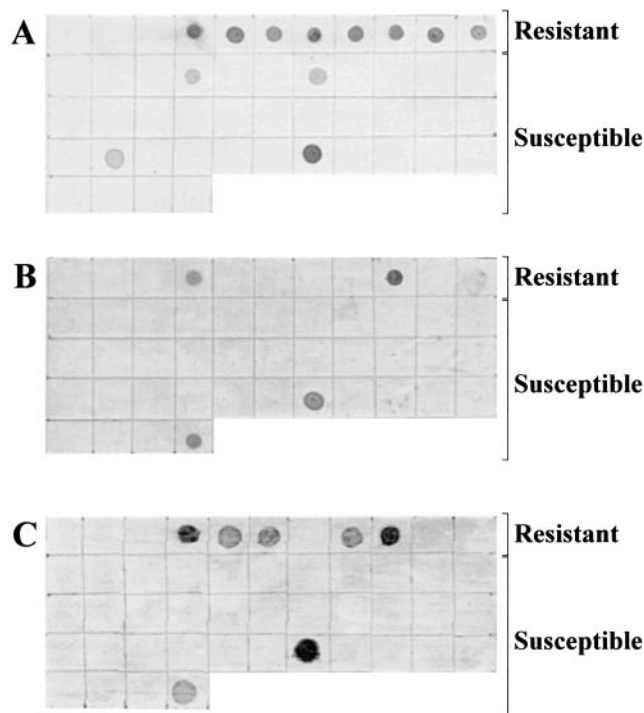 A
Resistant
Susceptible
B
Resistant
Susceptible
C
Resistant
Susceptible